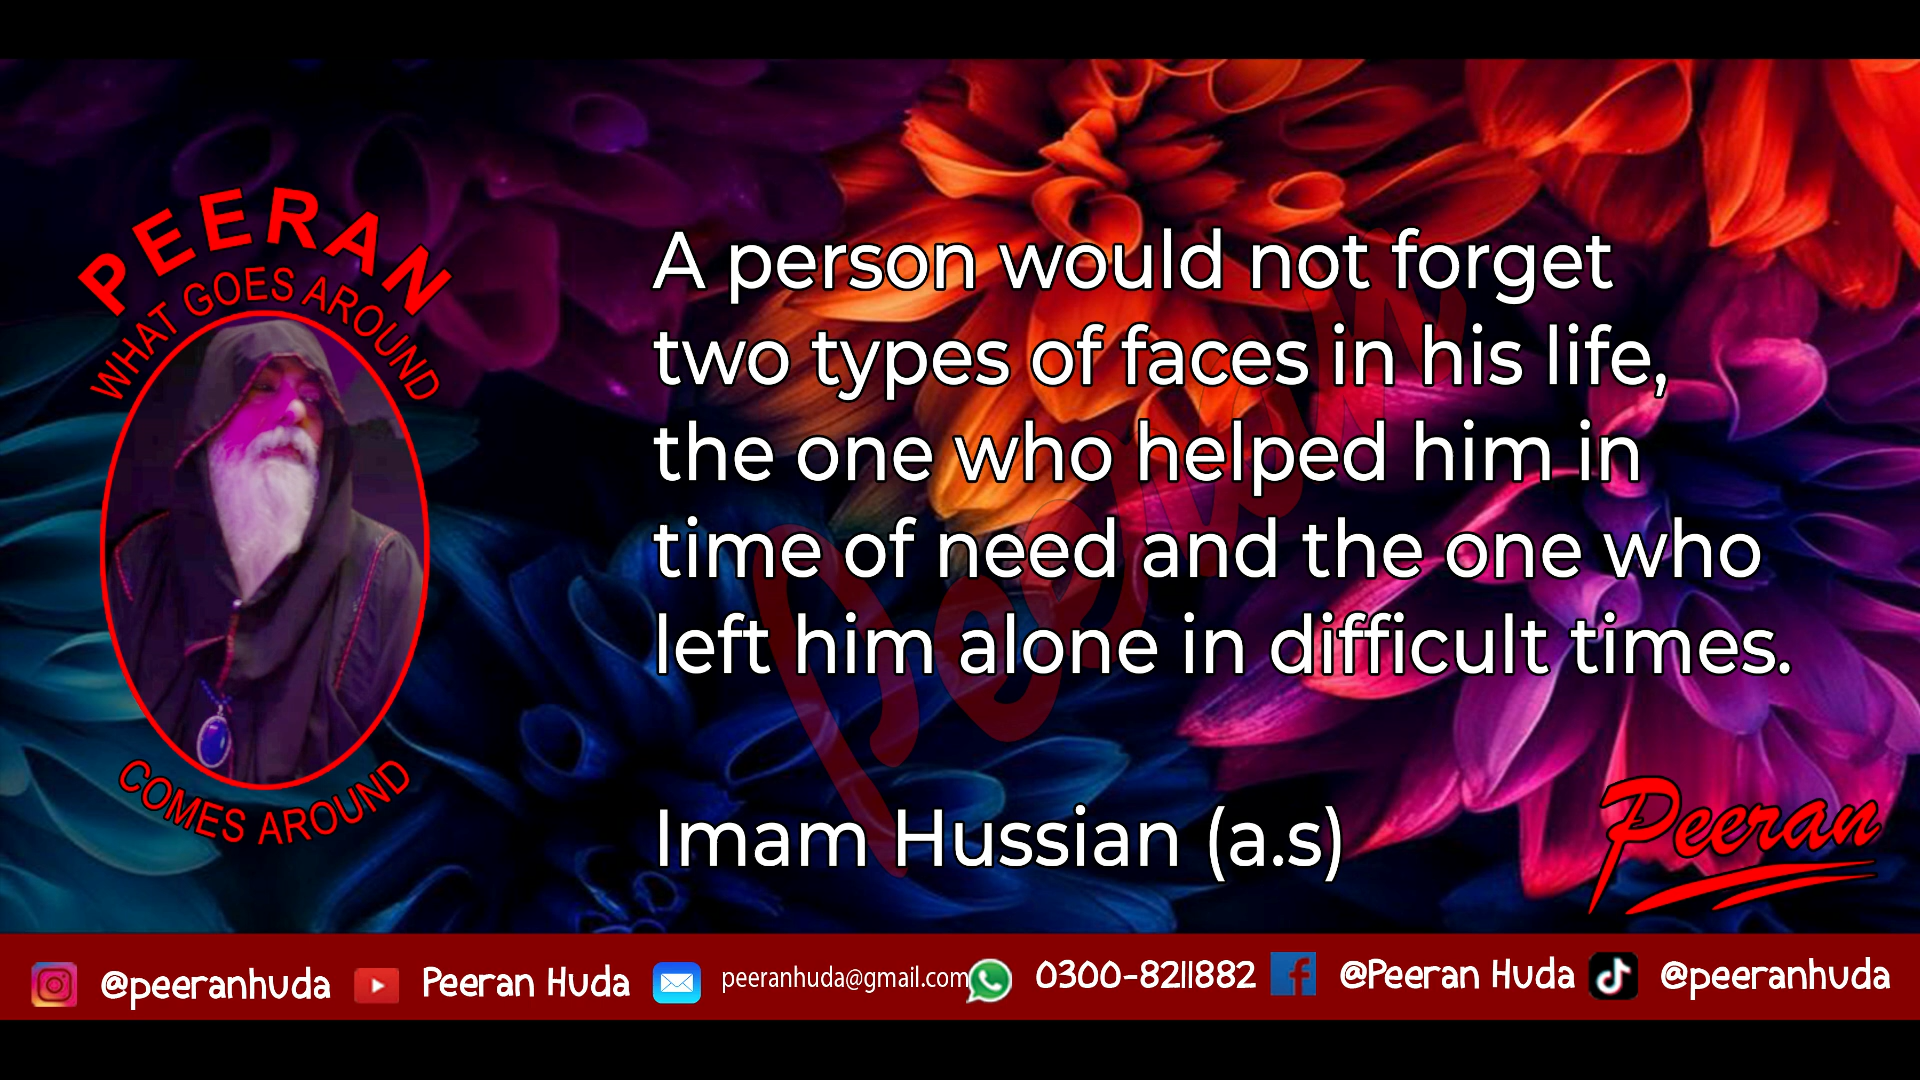 PEERAN
WHAT GOES AROUND
COMES AROUND
A person would not forget
two types of faces in his life,
the one who helped him in
time of need and the one who
left him alone in difficult times.
Imam Hussian (a.s)
Peeran
Peeran
@peeranhuda Peeran Huda peeranhuda@gmail.com 0300-8211882 @Peeran Huda @peeranhuda